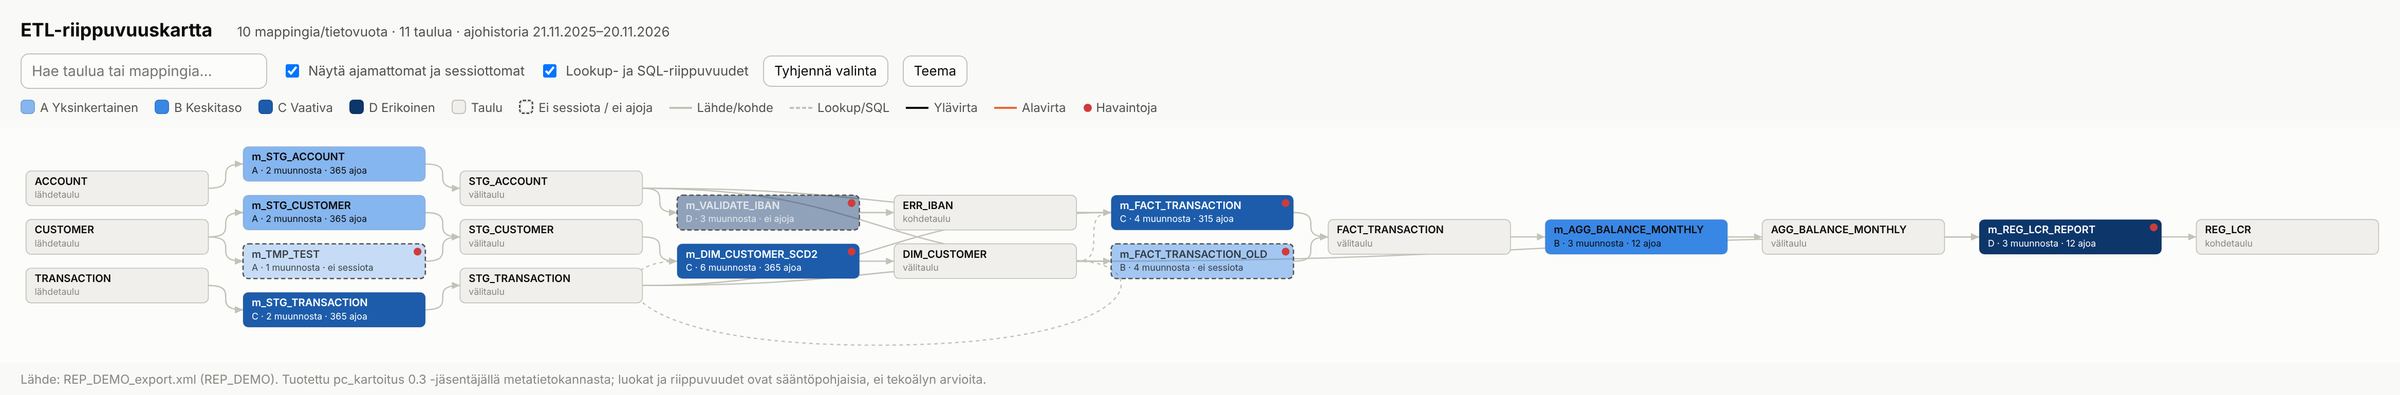 ETL-riippuvuuskartta
10 mappingia/tietovuota · 11 taulua · ajohistoria 21.11.2025–20.11.2026
Hae taulua tai mappingia...
Näytä ajamattomat ja sessiottomat
Lookup- ja SQL-riippuvuudet
Tyhjennä valinta
Teema
A Yksinkertainen
B Keskitaso
C Vaativa
D Erikoinen
Taulu
Ei sessiota / ei ajoja
Lähde/kohde
Lookup/SQL
Ylävirta
Alavirta
Havaintoja
ACCOUNT
lähdetaulu
CUSTOMER
lähdetaulu
TRANSACTION
lähdetaulu
m_STG_ACCOUNT
A · 2 muunnosta · 365 ajoa
m_STG_CUSTOMER
A · 2 muunnosta · 365 ajoa
m_TMP_TEST
A · 1 muunnosta · ei sessiota
m_STG_TRANSACTION
C · 2 muunnosta · 365 ajoa
STG_ACCOUNT
välitaulu
STG_CUSTOMER
välitaulu
STG_TRANSACTION
välitaulu
m_VALIDATE_IBAN
D · 3 muunnosta · ei ajoja
m_DIM_CUSTOMER_SCD2
C · 6 muunnosta · 365 ajoa
ERR_IBAN
kohdetaulu
DIM_CUSTOMER
välitaulu
m_FACT_TRANSACTION
C · 4 muunnosta · 315 ajoa
m_FACT_TRANSACTION_OLD
B · 4 muunnosta · ei sessiota
FACT_TRANSACTION
välitaulu
m_AGG_BALANCE_MONTHLY
B · 3 muunnosta · 12 ajoa
AGG_BALANCE_MONTHLY
välitaulu
m_REG_LCR_REPORT
D · 3 muunnosta · 12 ajoa
REG_LCR
kohdetaulu
Lähde: REP_DEMO_export.xml (REP_DEMO). Tuotettu pc_kartoitus 0.3 -jäsentäjällä metatietokannasta; luokat ja riippuvuudet ovat sääntöpohjaisia, ei tekoälyn arvioita.